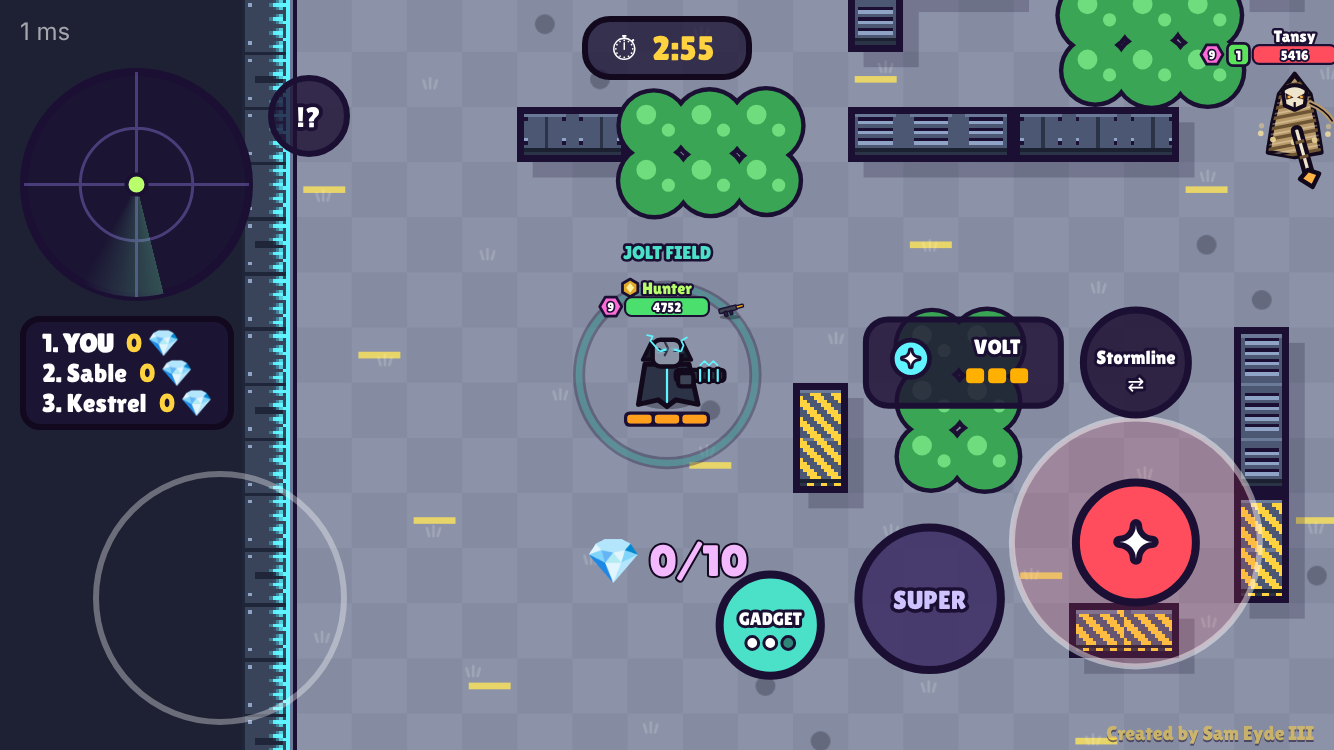 1 ms
2:55
!?
Tansy
9 1 5416
JOLT FIELD
Hunter
9 4752
1. YOU 0 💎
2. Sable 0 💎
3. Kestrel 0 💎
VOLT
Stormline
⇄
💎 0/10
GADGET
SUPER
Created by Sam Eyde III